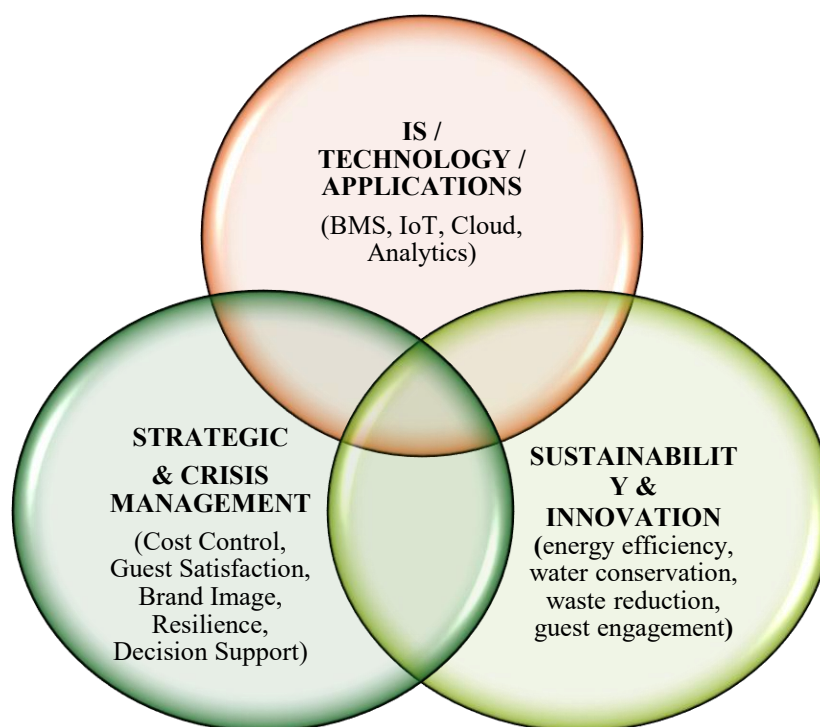 IS /
TECHNOLOGY /
APPLICATIONS
(BMS, IoT, Cloud,
Analytics)
STRATEGIC
& CRISIS
MANAGEMENT
(Cost Control,
Guest Satisfaction,
Brand Image,
Resilience,
Decision Support)
SUSTAINABILIT
Y &
INNOVATION
(energy efficiency,
water conservation,
waste reduction,
guest engagement)